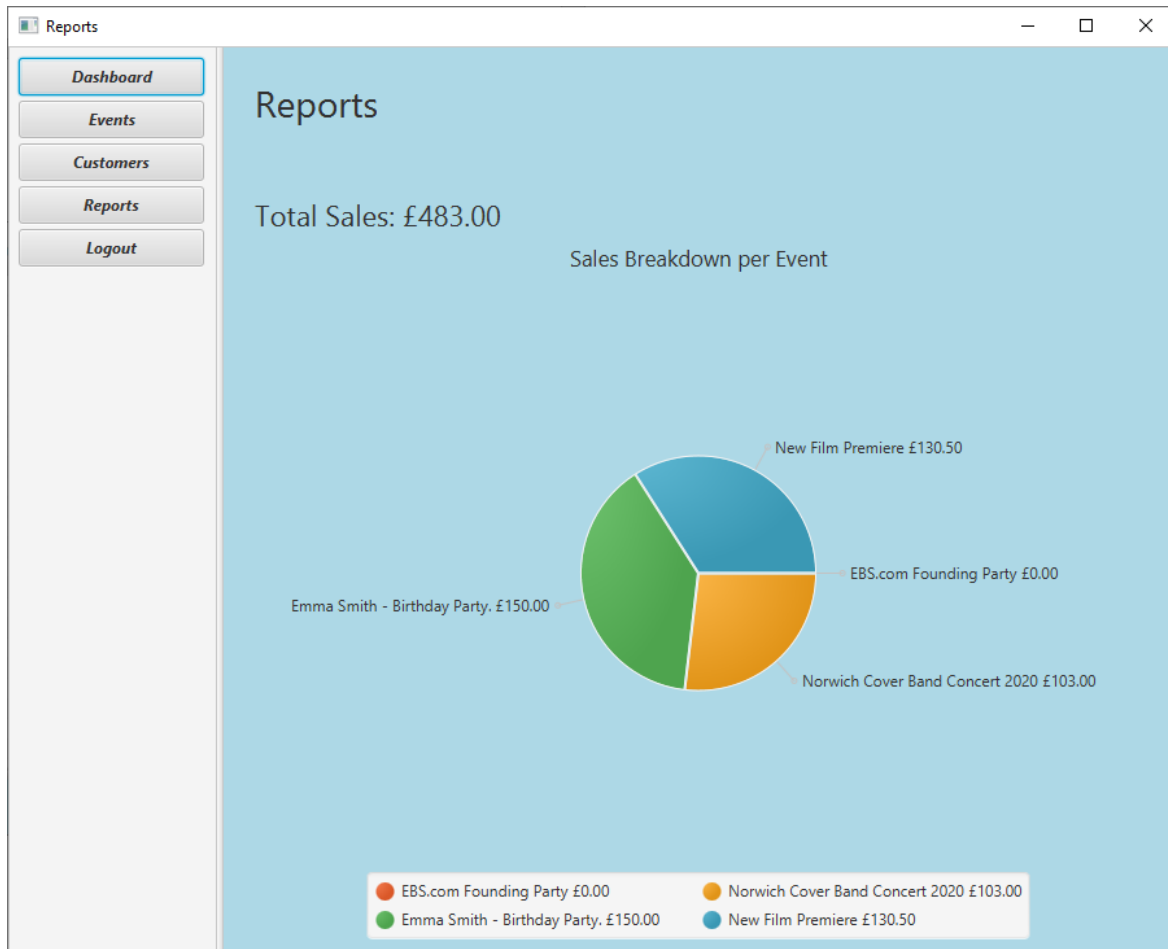 Reports
Dashboard
Events
Customers
Reports
Logout
Reports
Total Sales: £483.00
Sales Breakdown per Event
New Film Premiere £130.50
EBS.com Founding Party £0.00
Emma Smith - Birthday Party. £150.00
Norwich Cover Band Concert 2020 £103.00
EBS.com Founding Party £0.00
Norwich Cover Band Concert 2020 £103.00
Emma Smith - Birthday Party. £150.00
New Film Premiere £130.50